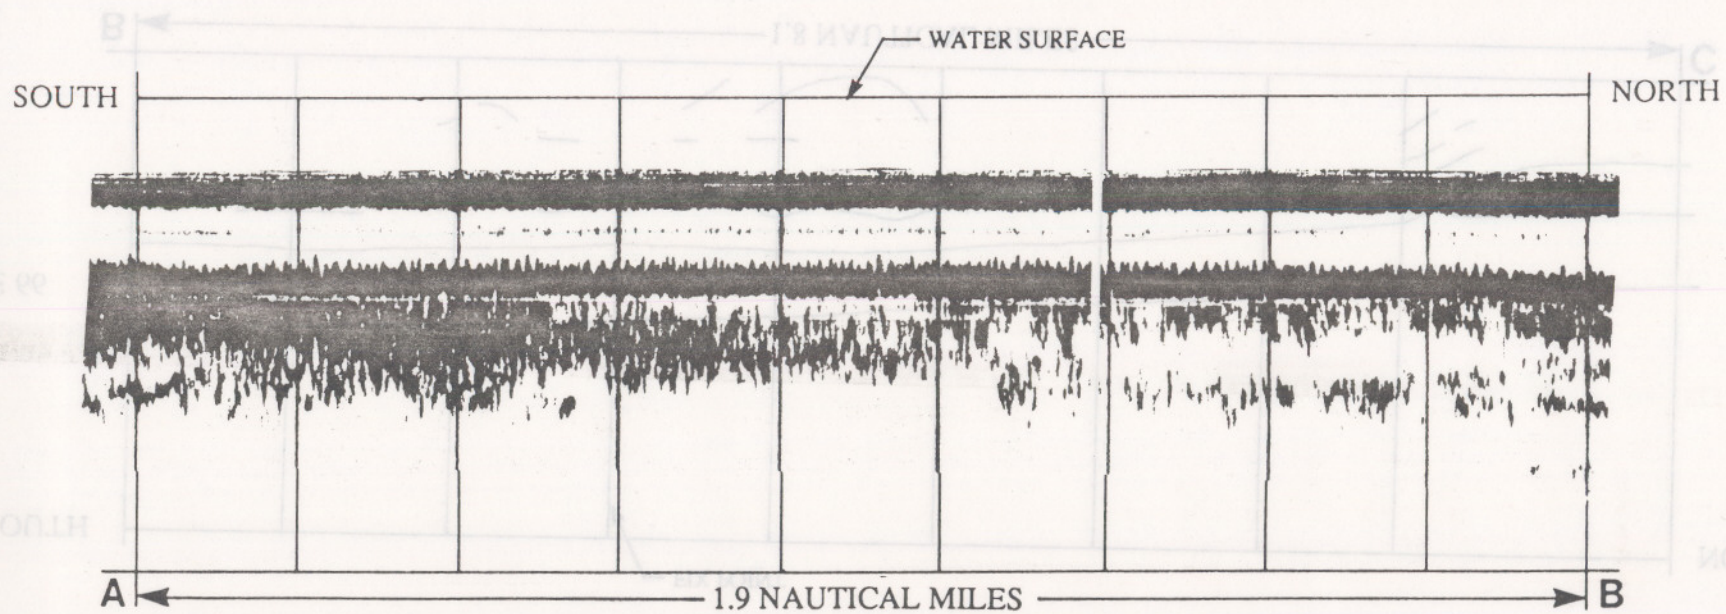 WATER SURFACE
SOUTH
NORTH
A
1.9 NAUTICAL MILES
B